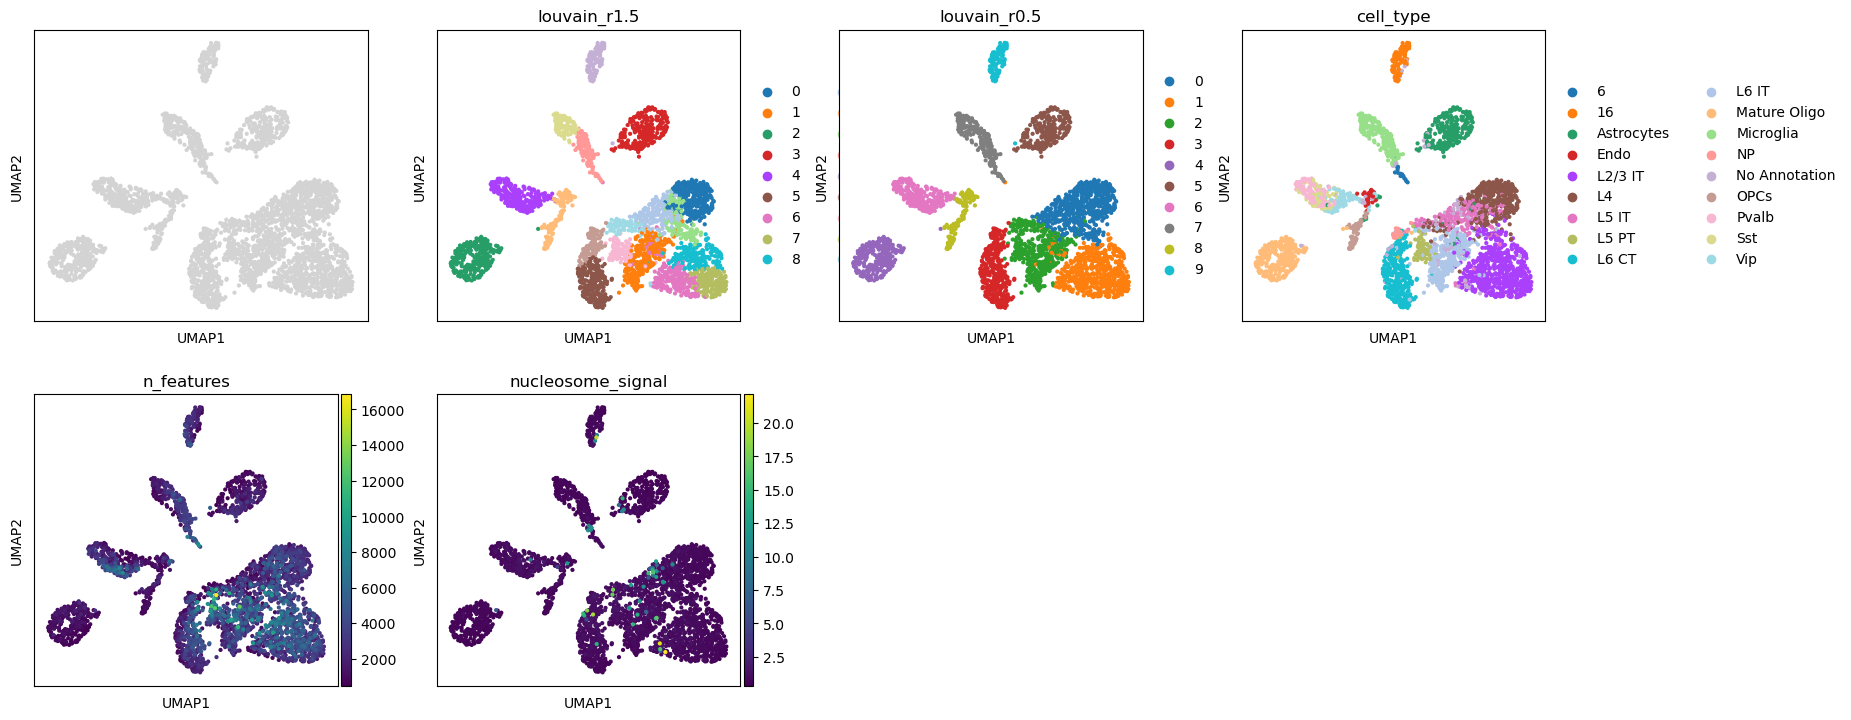 louvain_r1.5
louvain_r0.5
cell_type
UMAP2
UMAP1
UMAP2
UMAP1
0
1
2
3
4
5
6
7
8
UMAP2
UMAP1
0
1
2
3
4
5
6
7
8
9
UMAP2
UMAP1
6
16
Astrocytes
Endo
L2/3 IT
L4
L5 IT
L5 PT
L6 CT
L6 IT
Mature Oligo
Microglia
NP
No Annotation
OPCs
Pvalb
Sst
Vip
n_features
nucleosome_signal
UMAP2
UMAP1
16000
14000
12000
10000
8000
6000
4000
2000
UMAP2
UMAP1
20.0
17.5
15.0
12.5
10.0
7.5
5.0
2.5